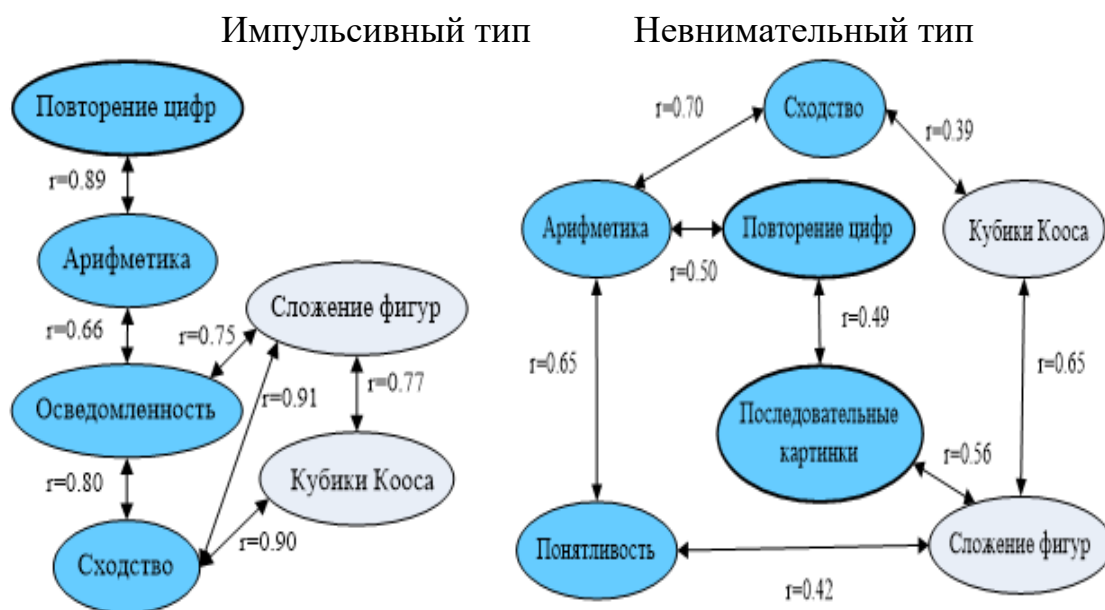 Импульсивный тип
Повторение цифр
r=0.89
Арифметика
r=0.66
Сложение фигур
r=0.75
r=0.77
r=0.91
Осведомленность
r=0.80
Кубики Кооса
r=0.90
Сходство
Невнимательный тип
r=0.70
Сходство
r=0.39
Арифметика
Повторение цифр
Кубики Кооса
r=0.50
r=0.49
r=0.65
r=0.65
Последовательные
картинки
r=0.56
Понятливость
Сложение фигур
r=0.42